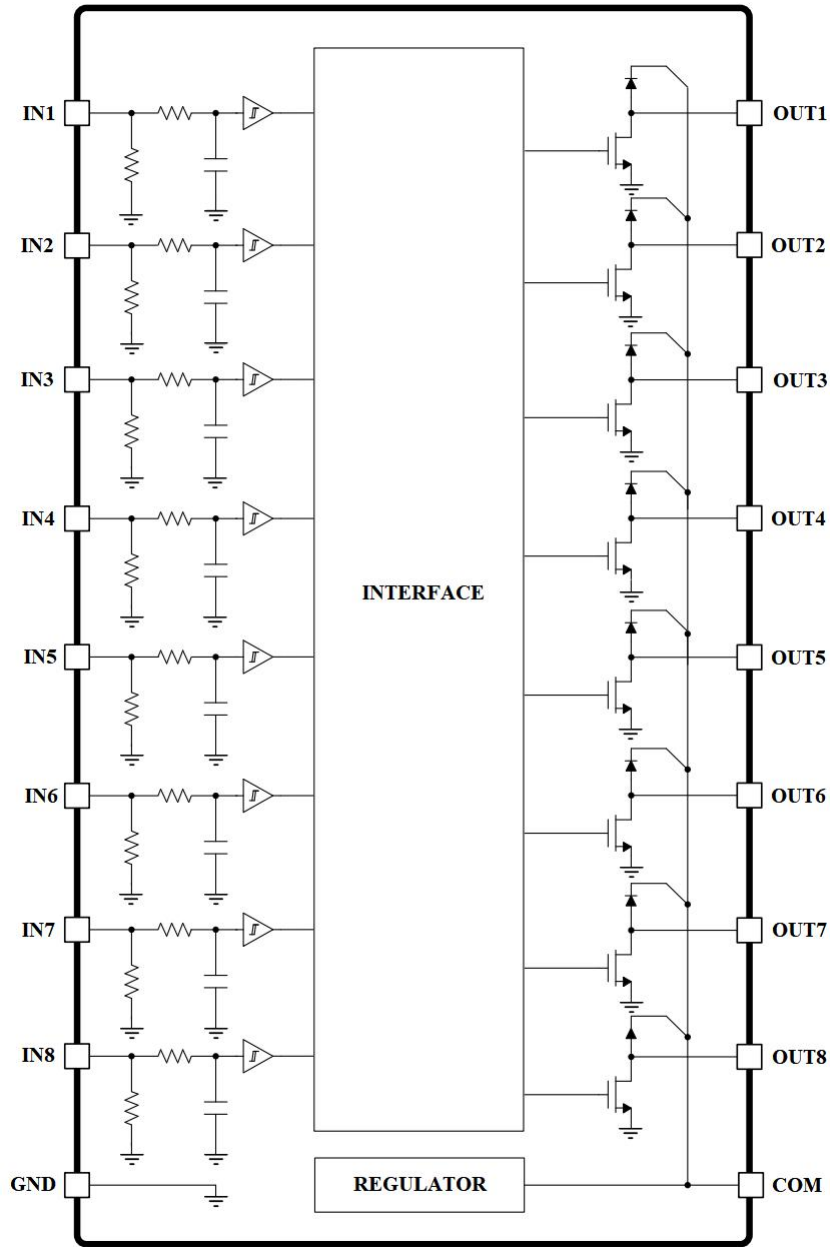 IN1
OUT1
IN2
OUT2
IN3
OUT3
IN4
OUT4
INTERFACE
IN5
OUT5
IN6
OUT6
IN7
OUT7
IN8
OUT8
GND
REGULATOR
COM